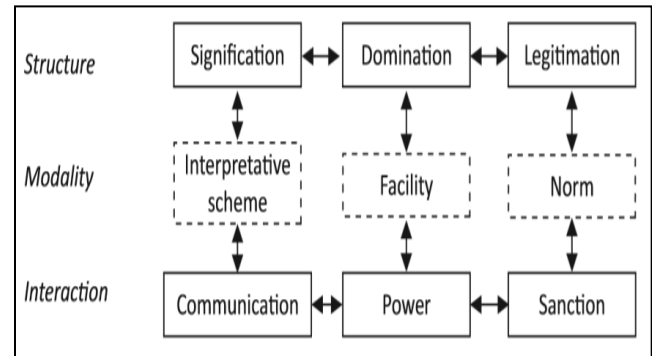 Structure
Signification
Domination
Legitimation
Modality
Interpretative
scheme
Facility
Norm
Interaction
Communication
Power
Sanction